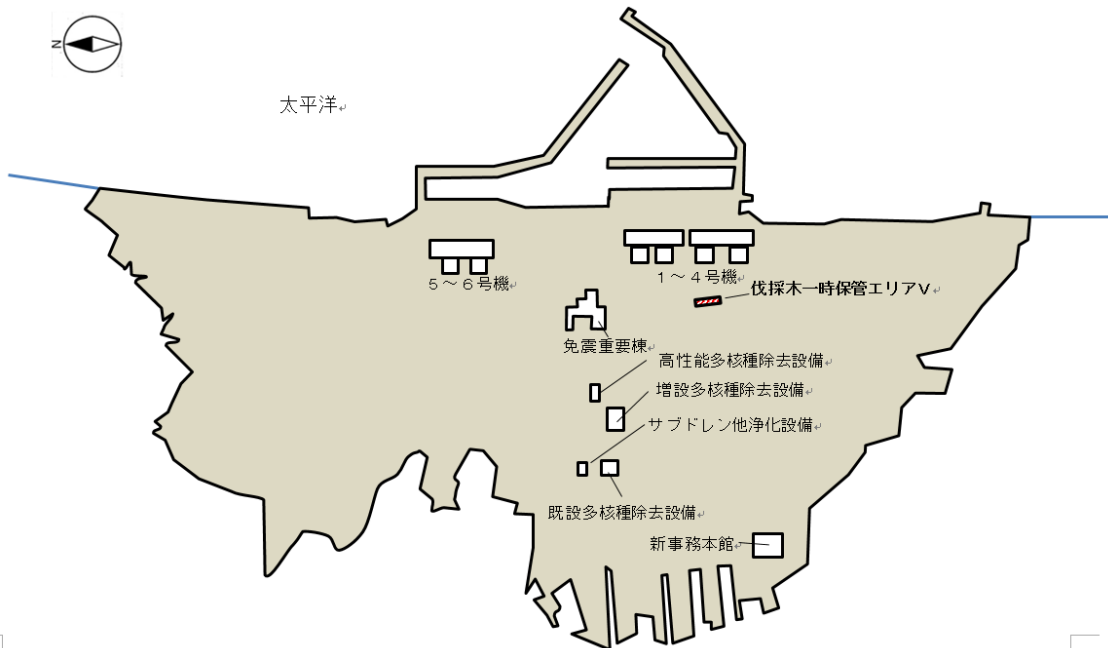 N
太平洋
5～6号機
1～4号機
伐採木一時保管エリアV
免震重要棟
高性能多核種除去設備
増設多核種除去設備
サブドレン他浄化設備
既設多核種除去設備
新事務本館